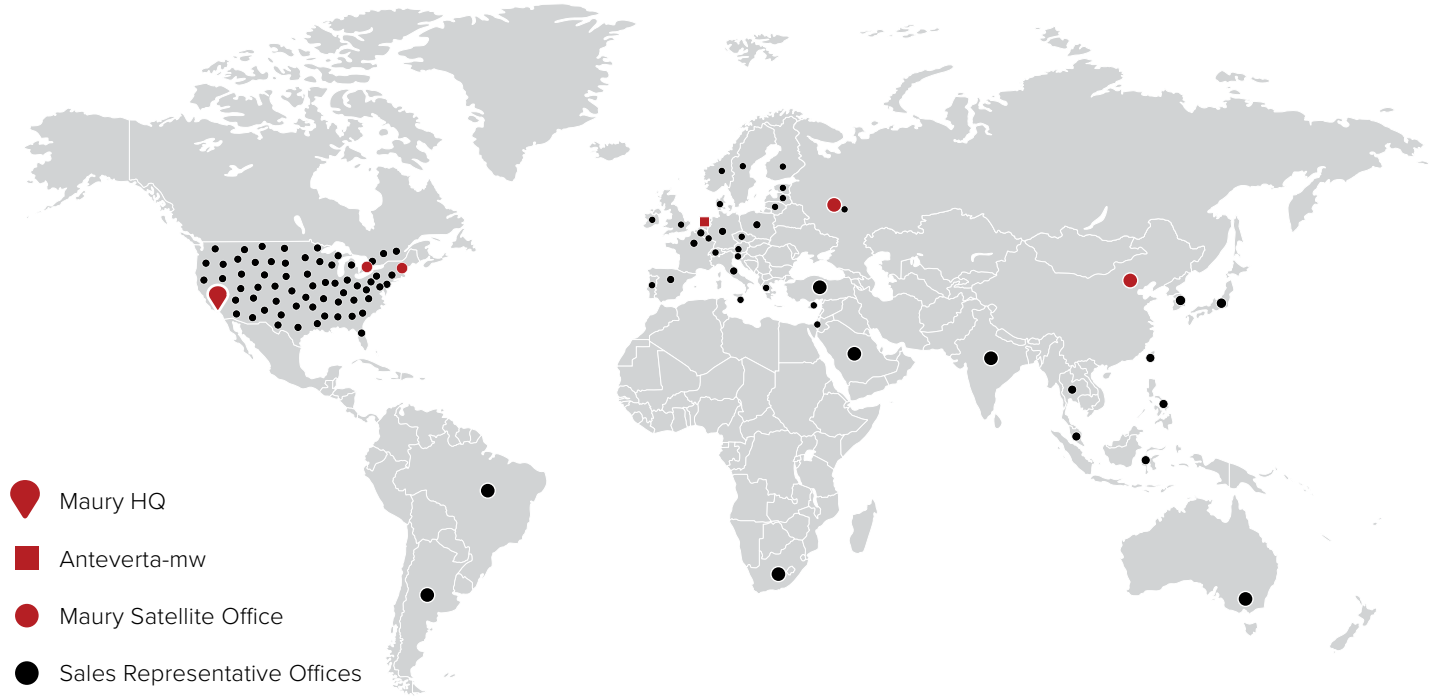 Maury HQ
Anteverta-mw
Maury Satellite Office
Sales Representative Offices